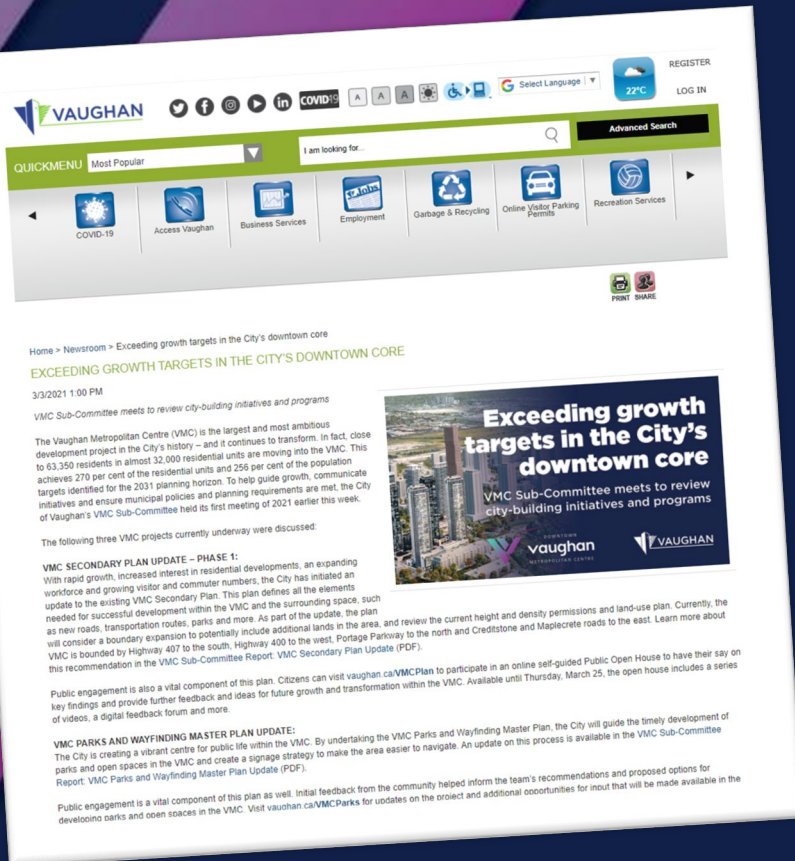 VAUGHAN
COVID19
A A A
Select Language
22°C
REGISTER
LOG IN
QUICKMENU Most Popular
I am looking for...
Advanced Search
COVID-19
Access Vaughan
Business Services
Jobs
Employment
Garbage & Recycling
Online Visitor Parking
Permits
Recreation Services
PRINT SHARE
Home > Newsroom > Exceeding growth targets in the City's downtown core
EXCEEDING GROWTH TARGETS IN THE CITY'S DOWNTOWN CORE
3/3/2021 1:00 PM
VMC Sub-Committee meets to review city-building initiatives and programs
The Vaughan Metropolitan Centre (VMC) is the largest and most ambitious
development project in the City's history – and it continues to transform. In fact, close
to 63,350 residents in almost 32,000 residential units are moving into the VMC. This
achieves 270 per cent of the residential units and 256 per cent of the population
targets identified for the 2031 planning horizon. To help guide growth, communicate
initiatives and ensure municipal policies and planning requirements are met, the City
of Vaughan's VMC Sub-Committee held its first meeting of 2021 earlier this week.
The following three VMC projects currently underway were discussed:
Exceeding growth
targets in the City's
downtown core
VMC Sub-Committee meets to review
city-building initiatives and programs
DOWNTOWN
vaughan
METROPOLITAN CENTRE
VAUGHAN
VMC SECONDARY PLAN UPDATE – PHASE 1:
With rapid growth, increased interest in residential developments, an expanding
workforce and growing visitor and commuter numbers, the City has initiated an
update to the existing VMC Secondary Plan. This plan defines all the elements
needed for successful development within the VMC and the surrounding space, such
as new roads, transportation routes, parks and more. As part of the update, the plan
will consider a boundary expansion to potentially include additional lands in the area, and review the current height and density permissions and land-use plan. Currently, the
VMC is bounded by Highway 407 to the south, Highway 400 to the west, Portage Parkway to the north and Creditstone and Maplecrete roads to the east. Learn more about
this recommendation in the VMC Sub-Committee Report: VMC Secondary Plan Update (PDF).
Public engagement is also a vital component of this plan. Citizens can visit vaughan.ca/VMCPlan to participate in an online self-guided Public Open House to have their say on
key findings and provide further feedback and ideas for future growth and transformation within the VMC. Available until Thursday, March 25, the open house includes a series
of videos, a digital feedback forum and more.
VMC PARKS AND WAYFINDING MASTER PLAN UPDATE:
The City is creating a vibrant centre for public life within the VMC. By undertaking the VMC Parks and Wayfinding Master Plan, the City will guide the timely development of
parks and open spaces in the VMC and create a signage strategy to make the area easier to navigate. An update on this process is available in the VMC Sub-Committee
Report: VMC Parks and Wayfinding Master Plan Update (PDF).
Public engagement is a vital component of this plan as well. Initial feedback from the community helped inform the team's recommendations and proposed options for
developing parks and open spaces in the VMC. Visit vaughan.ca/VMCParks for updates on the project and additional opportunities for input that will be made available in the